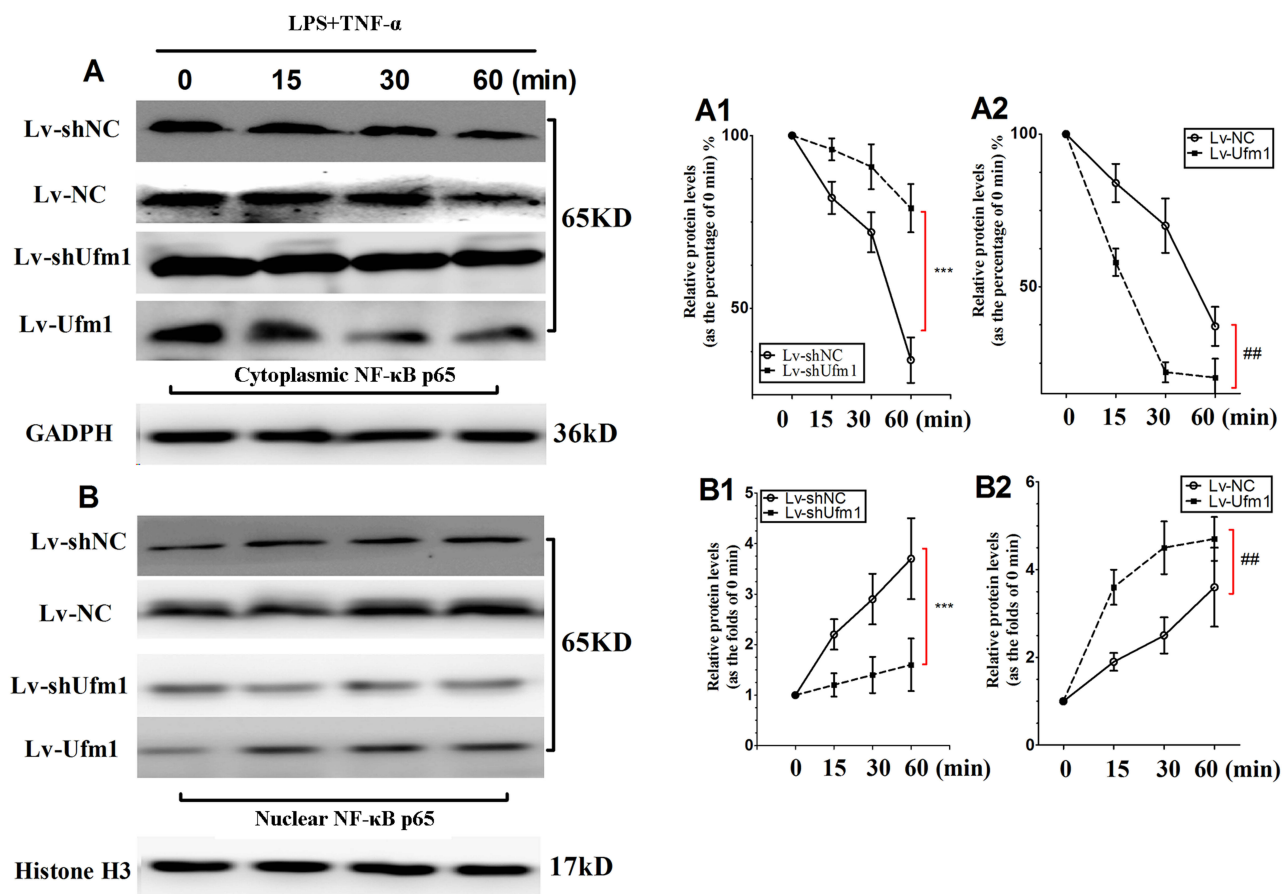 LPS+TNF-α
A
0 15 30 60 (min)
Lv-shNC
Lv-NC
65KD
Lv-shUfm1
Lv-Ufm1
Cytoplasmic NF-κB p65
GADPH
36kD
B
Lv-shNC
Lv-NC
65KD
Lv-shUfm1
Lv-Ufm1
Nuclear NF-κB p65
Histone H3
17kD
A1
Relative protein levels
(as the percentage of 0 min) %
100
50
***
Lv-shNC
Lv-shUfm1
0 15 30 60 (min)
A2
Relative protein levels
(as the percentage of 0 min) %
100
50
Lv-NC
Lv-Ufm1
##
0 15 30 60 (min)
B1
Relative protein levels
(as the folds of 0 min)
5
4
3
2
1
0
Lv-shNC
Lv-shUfm1
***
0 15 30 60 (min)
B2
Relative protein levels
(as the folds of 0 min)
6
4
2
0
Lv-NC
Lv-Ufm1
##
0 15 30 60 (min)